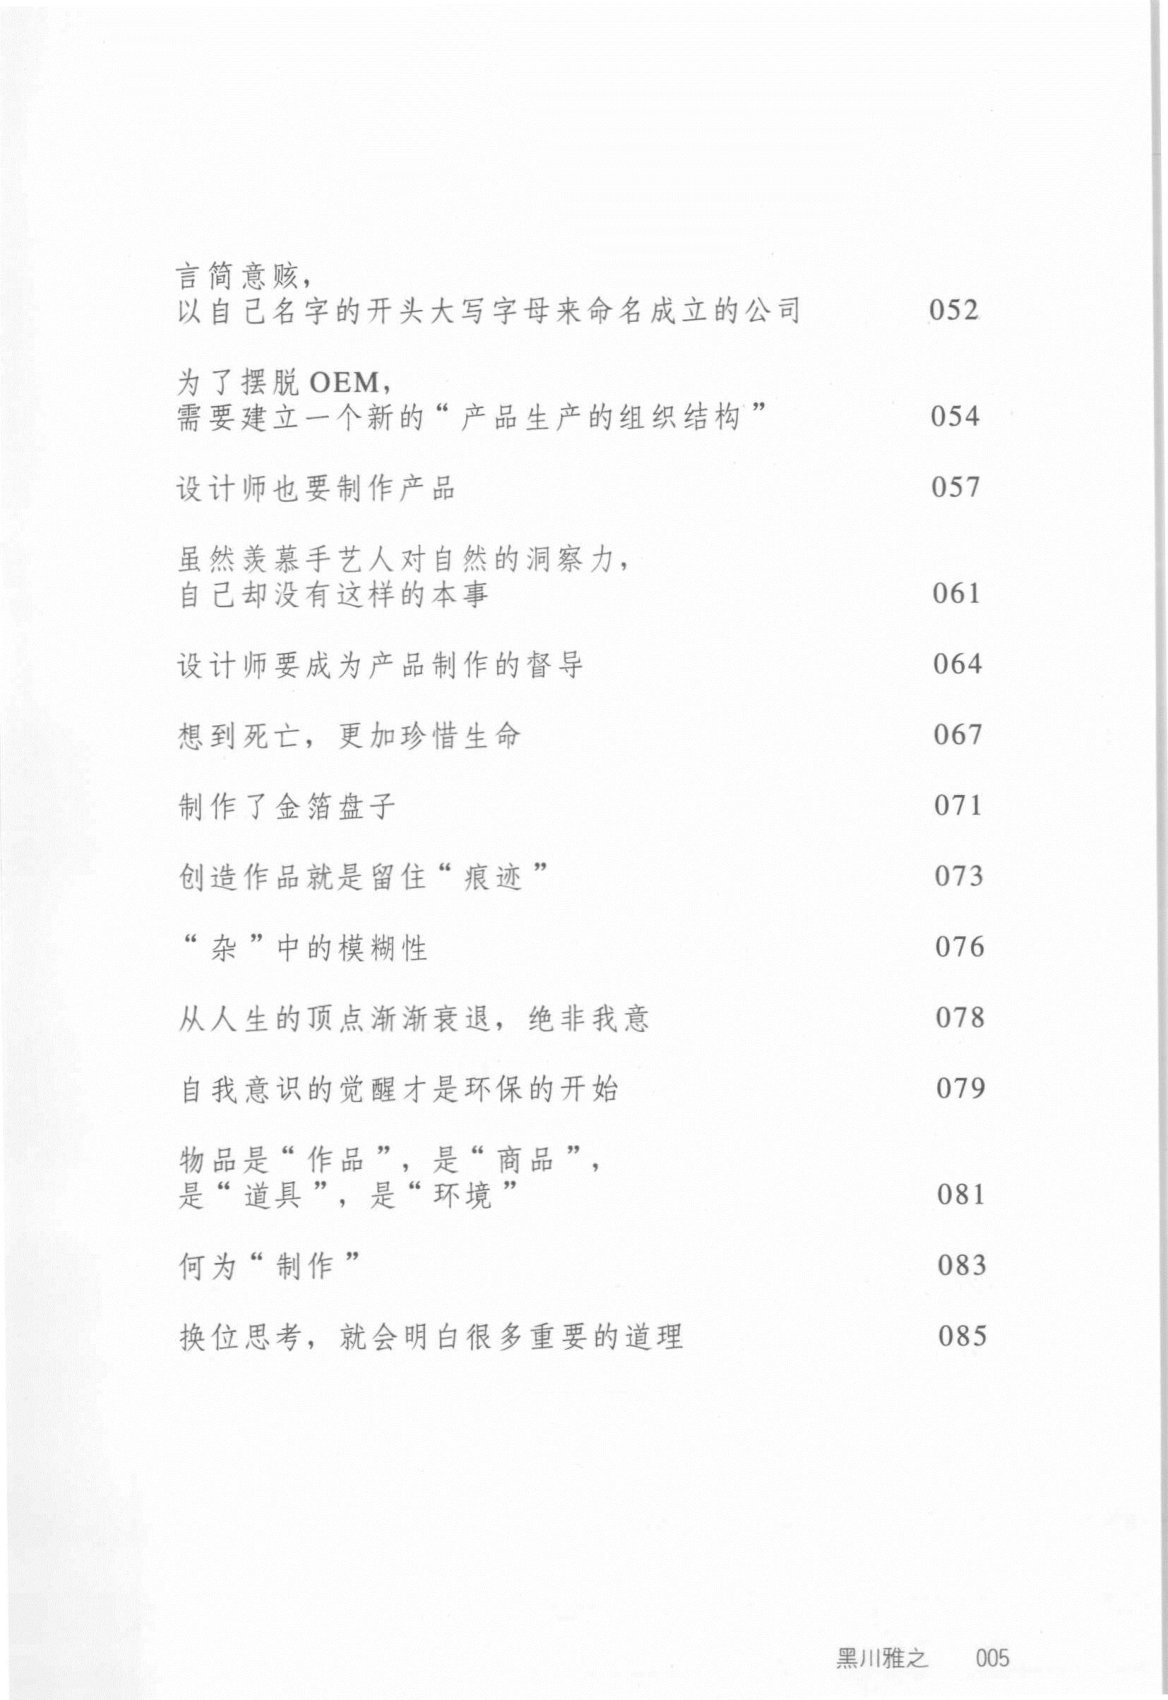 言简意赅，
以自己名字的开头大写字母来命名成立的公司 052
为了摆脱 OEM，
需要建立一个新的“产品生产的组织结构” 054
设计师也要制作产品 057
虽然羡慕手艺人对自然的洞察力，
自己却没有这样的本事 061
设计师要成为产品制作的督导 064
想到死亡，更加珍惜生命 067
制作了金箔盘子 071
创造作品就是留住“痕迹” 073
“杂”中的模糊性 076
从人生的顶点渐渐衰退，绝非我意 078
自我意识的觉醒才是环保的开始 079
物品是“作品”，是“商品”，
是“道具”，是“环境” 081
何为“制作” 083
换位思考，就会明白很多重要的道理 085
黑川雅之 005